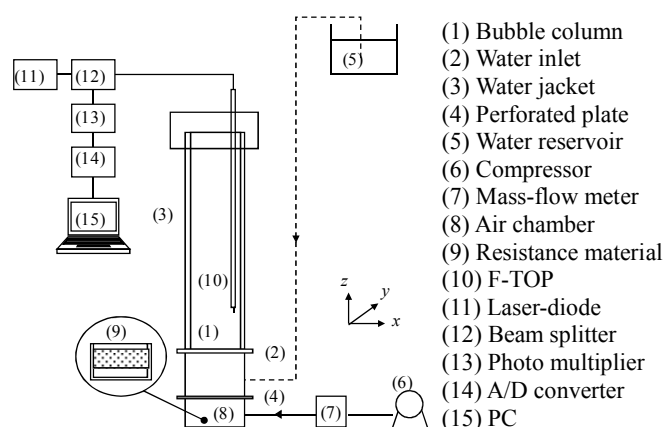 (1) Bubble column
(2) Water inlet
(3) Water jacket
(4) Perforated plate
(5) Water reservoir
(6) Compressor
(7) Mass-flow meter
(8) Air chamber
(9) Resistance material
(10) F-TOP
(11) Laser-diode
(12) Beam splitter
(13) Photo multiplier
(14) A/D converter
(15) PC
(11)
(12)
(5)
(13)
(14)
(15)
(3)
(10)
z
y
x
(9)
(1)
(2)
(6)
(4)
(8)
(7)